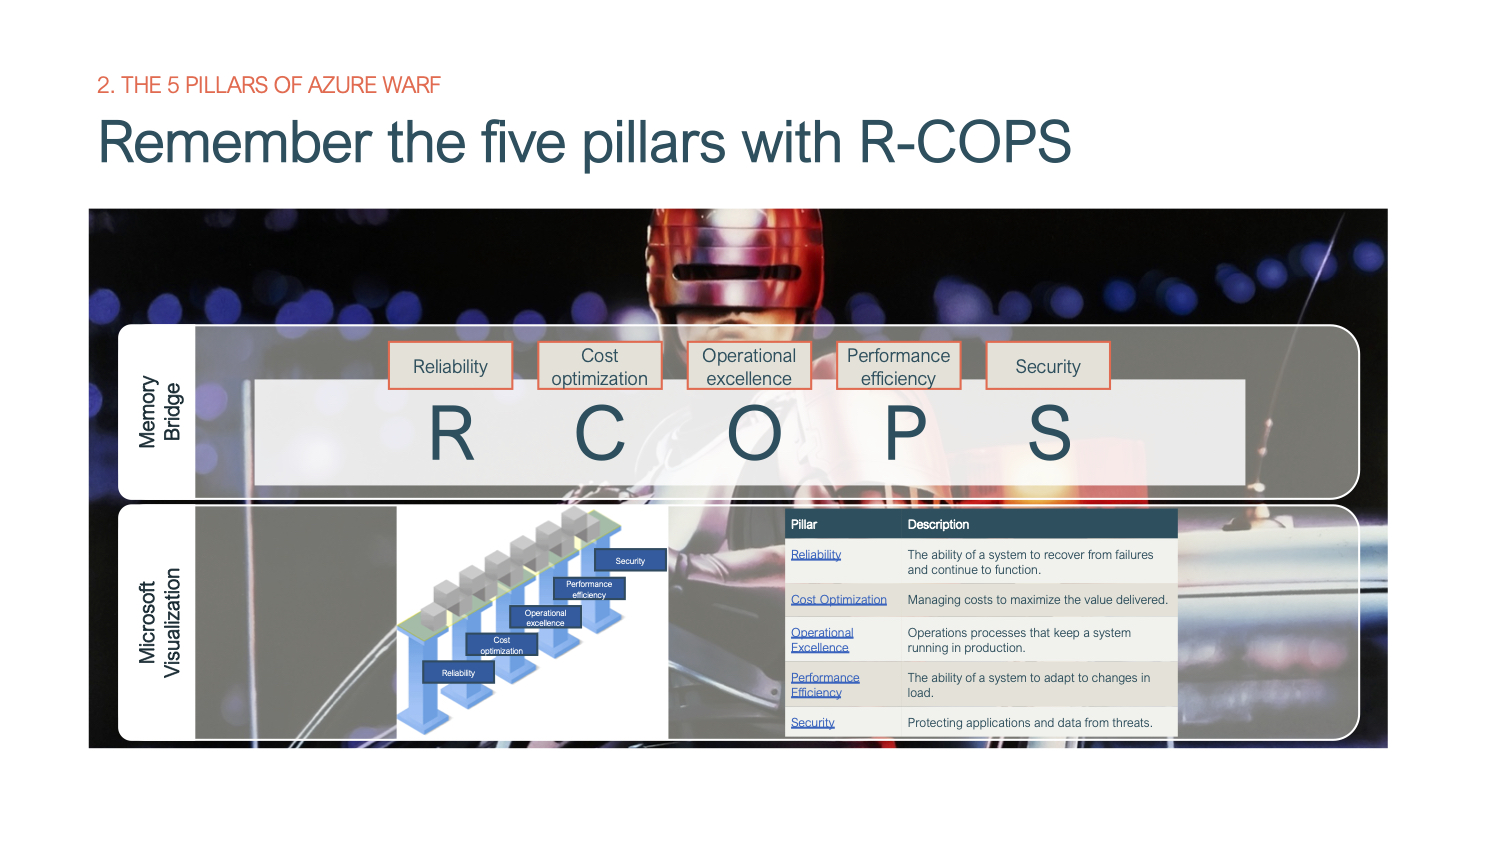 2. THE 5 PILLARS OF AZURE WARF
Remember the five pillars with R-COPS
Memory
Bridge
Reliability
Cost
optimization
Operational
excellence
Performance
efficiency
Security
R C O P S
Microsoft
Visualization
Security
Performance
efficiency
Operational
excellence
Cost
optimization
Reliability
Pillar Description
Reliability The ability of a system to recover from failures
and continue to function.
Cost Optimization Managing costs to maximize the value delivered.
Operational Operations processes that keep a system
Excellence running in production.
Performance The ability of a system to adapt to changes in
Efficiency load.
Security Protecting applications and data from threats.